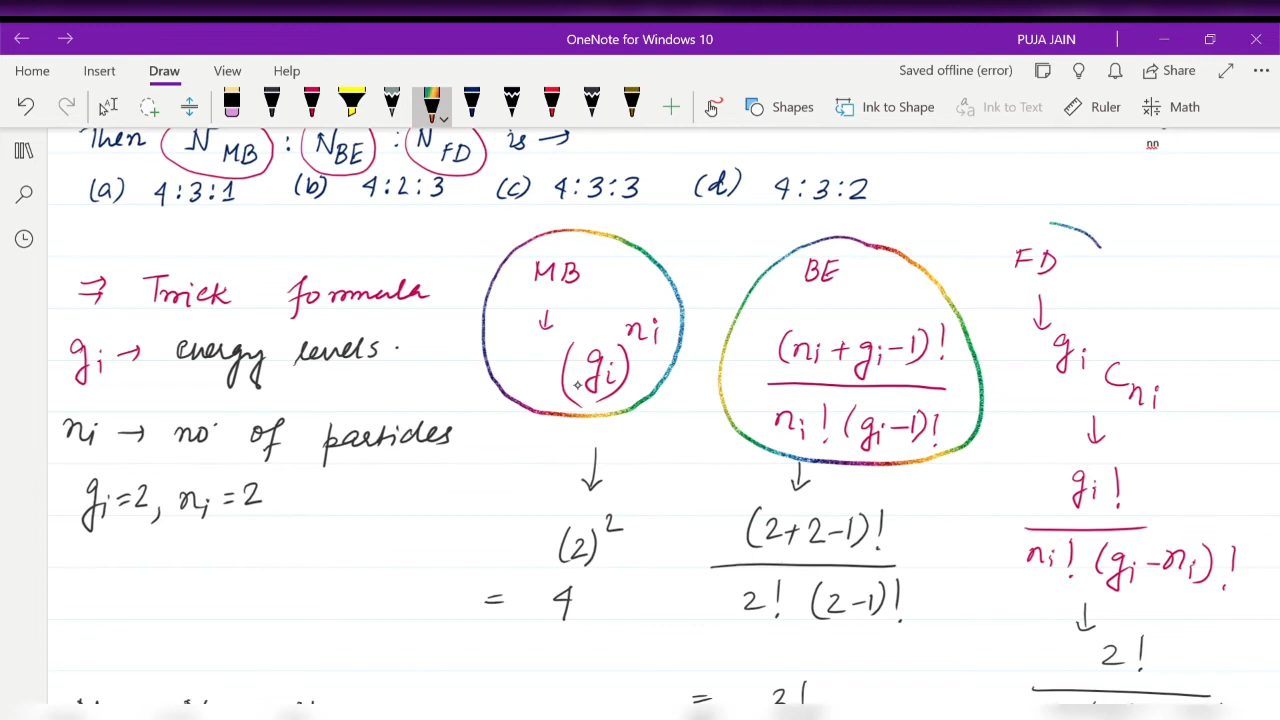 OneNote for Windows 10
PUJA JAIN
Home Insert Draw View Help
Saved offline (error)
Share
Shapes
Ink to Shape
Ink to Text
Ruler
Math
nn
Then N MB : N BE : N FD is →
(a) 4:3:1 (b) 4:2:3 (c) 4:3:3 (d) 4:3:2
⇒ Trick formula
gi → energy levels.
ni → no of particles
gi=2, ni=2
MB
↓
(gi)^ni
↓
(2)^2
= 4
BE
(ni+gi-1)!
ni! (gi-1)!
↓
(2+2-1)!
2! (2-1)!
=
FD
↓
gi C ni
↓
gi!
ni! (gi-ni)!
↓
2!